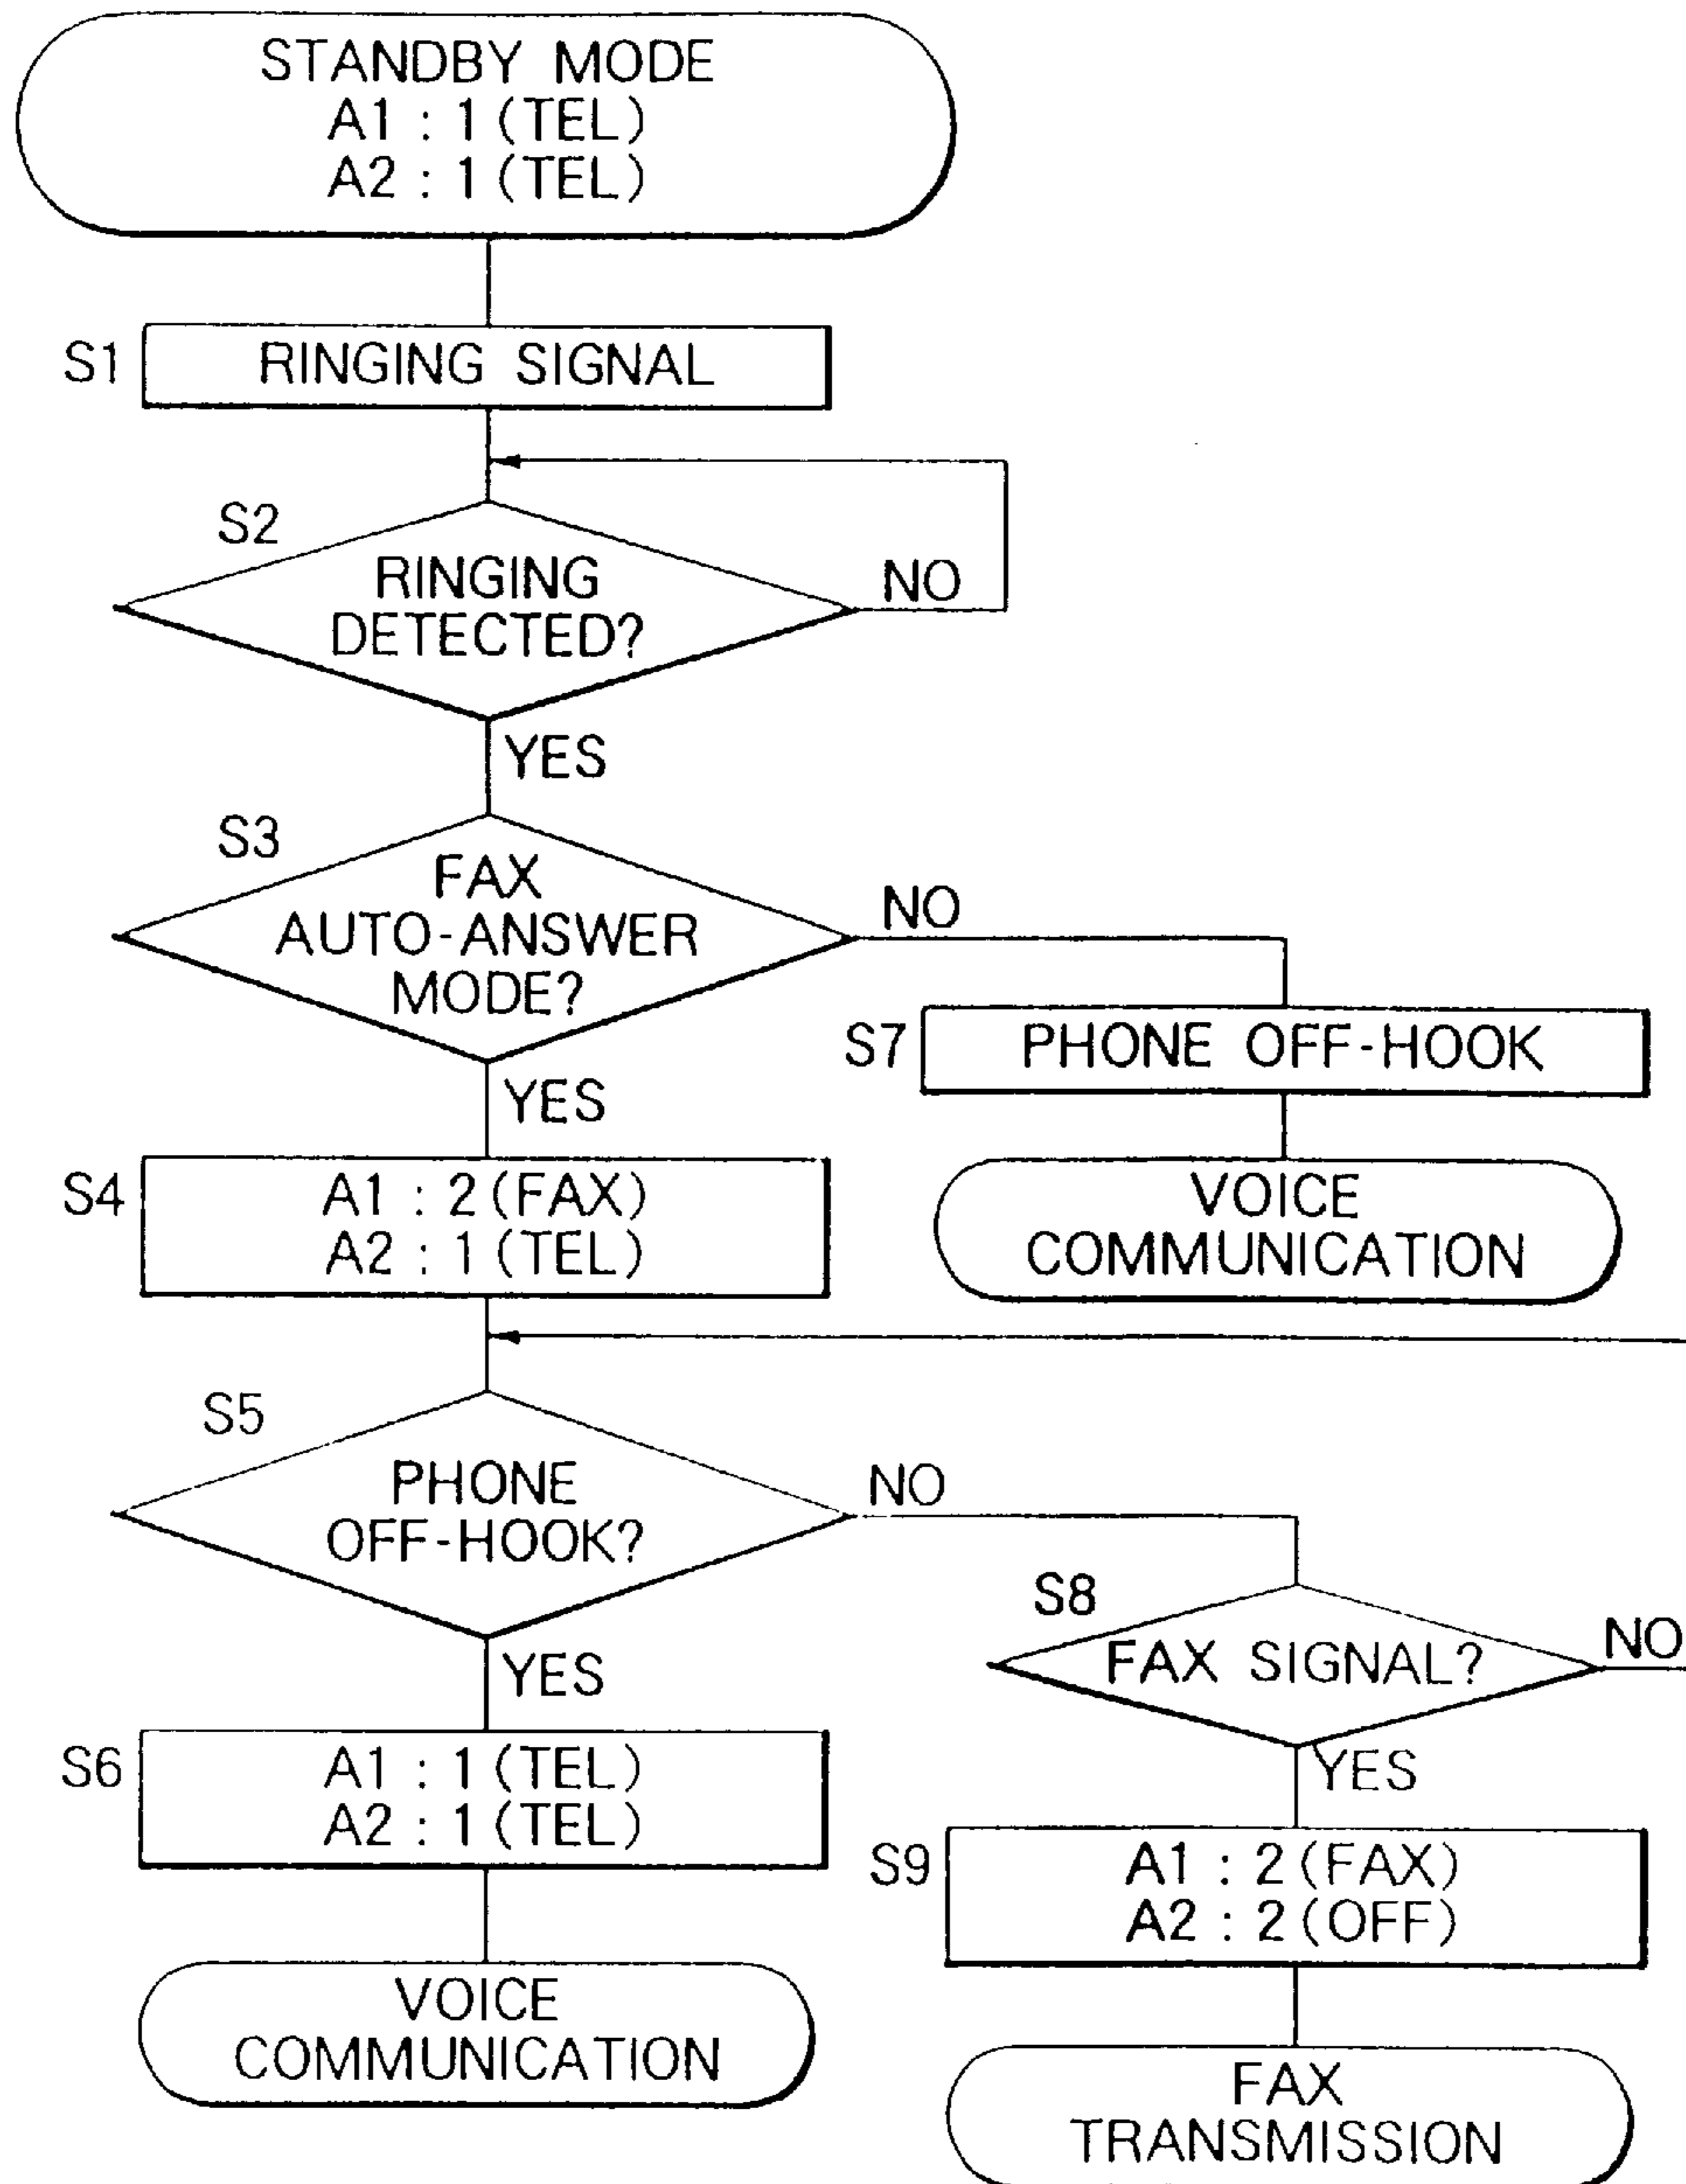 STANDBY MODE
A1 : 1 (TEL)
A2 : 1 (TEL)
S1
RINGING SIGNAL
S2
RINGING
DETECTED?
NO
YES
S3
FAX
AUTO-ANSWER
MODE?
NO
YES
S7
PHONE OFF-HOOK
VOICE
COMMUNICATION
S4
A1 : 2 (FAX)
A2 : 1 (TEL)
S5
PHONE
OFF-HOOK?
NO
YES
S8
FAX SIGNAL?
NO
YES
S6
A1 : 1 (TEL)
A2 : 1 (TEL)
S9
A1 : 2 (FAX)
A2 : 2 (OFF)
VOICE
COMMUNICATION
FAX
TRANSMISSION